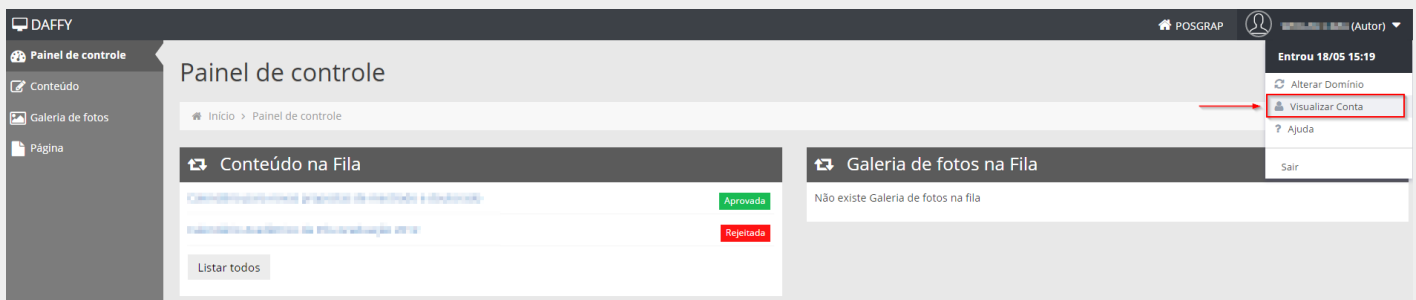 DAFFY
POSGRAP
(Autor)
Painel de controle
Conteúdo
Galeria de fotos
Página
Entrou 18/05 15:19
Alterar Domínio
Visualizar Conta
? Ajuda
Sair
Painel de controle
Início > Painel de controle
Conteúdo na Fila
Aprovada
Rejeitada
Listar todos
Galeria de fotos na Fila
Não existe Galeria de fotos na fila